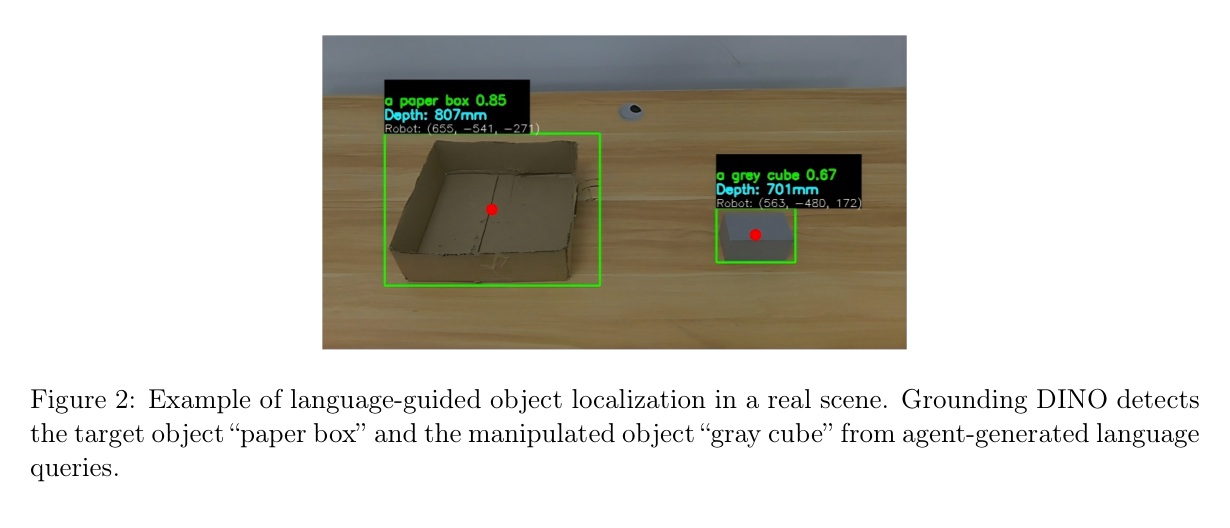 a paper box 0.85
Depth: 807mm
Robot: (655, -541, -271)
a grey cube 0.67
Depth: 701mm
Robot: (563, -480, 172)
Figure 2: Example of language-guided object localization in a real scene. Grounding DINO detects
the target object “paper box” and the manipulated object “gray cube” from agent-generated language
queries.